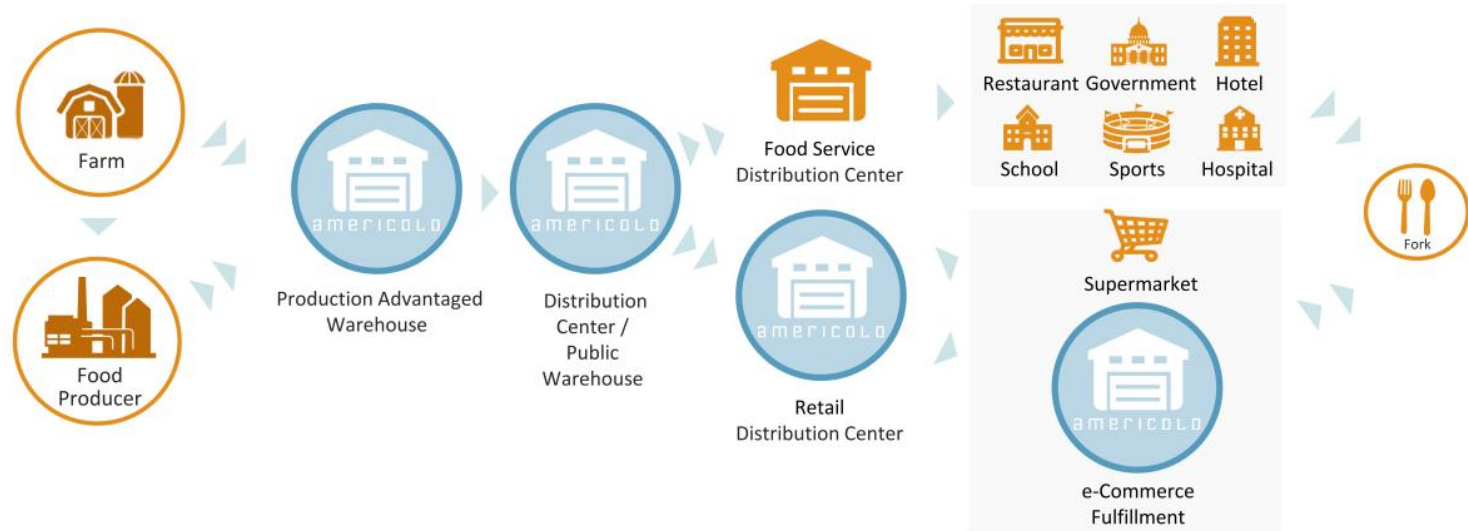 Farm
Food
Producer
americold
Production Advantaged
Warehouse
americold
Distribution
Center /
Public
Warehouse
Food Service
Distribution Center
americold
Retail
Distribution Center
Restaurant
Government
Hotel
School
Sports
Hospital
Supermarket
americold
e-Commerce
Fulfillment
Fork